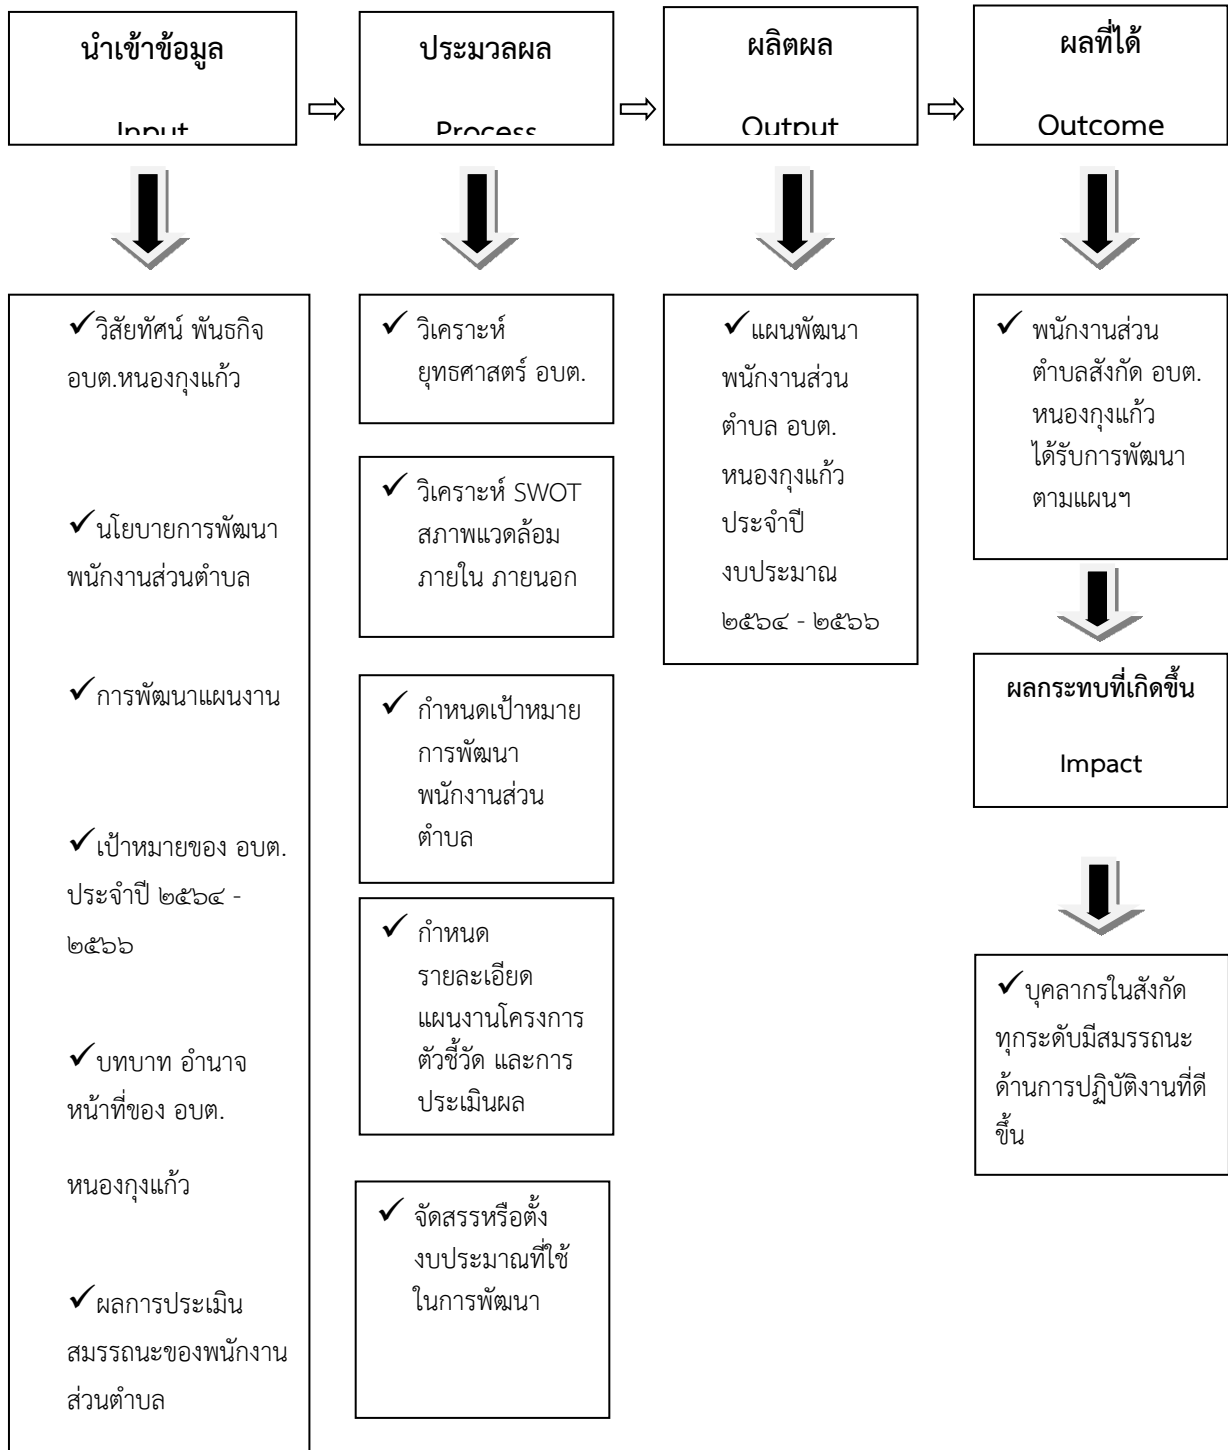 นำเข้าข้อมูล
Input
ประมวลผล
Process
ผลิตผล
Output
ผลที่ได้
Outcome
✓วิสัยทัศน์ พันธกิจ
อบต.หนองกุงแก้ว
✓นโยบายการพัฒนา
พนักงานส่วนตำบล
✓การพัฒนาแผนงาน
✓เป้าหมายของ อบต.
ประจำปี ๒๕๖๔ -
๒๕๖๖
✓บทบาท อำนาจ
หน้าที่ของ อบต.
หนองกุงแก้ว
✓ผลการประเมิน
สมรรถนะของพนักงาน
ส่วนตำบล
✓ วิเคราะห์
ยุทธศาสตร์ อบต.
✓ วิเคราะห์ SWOT
สภาพแวดล้อม
ภายใน ภายนอก
✓ กำหนดเป้าหมาย
การพัฒนา
พนักงานส่วน
ตำบล
✓ กำหนด
รายละเอียด
แผนงานโครงการ
ตัวชี้วัด และการ
ประเมินผล
✓ จัดสรรหรือตั้ง
งบประมาณที่ใช้
ในการพัฒนา
✓แผนพัฒนา
พนักงานส่วน
ตำบล อบต.
หนองกุงแก้ว
ประจำปี
งบประมาณ
๒๕๖๔ - ๒๕๖๖
✓ พนักงานส่วน
ตำบลสังกัด อบต.
หนองกุงแก้ว
ได้รับการพัฒนา
ตามแผนฯ
ผลกระทบที่เกิดขึ้น
Impact
✓บุคลากรในสังกัด
ทุกระดับมีสมรรถนะ
ด้านการปฏิบัติงานที่ดี
ขึ้น